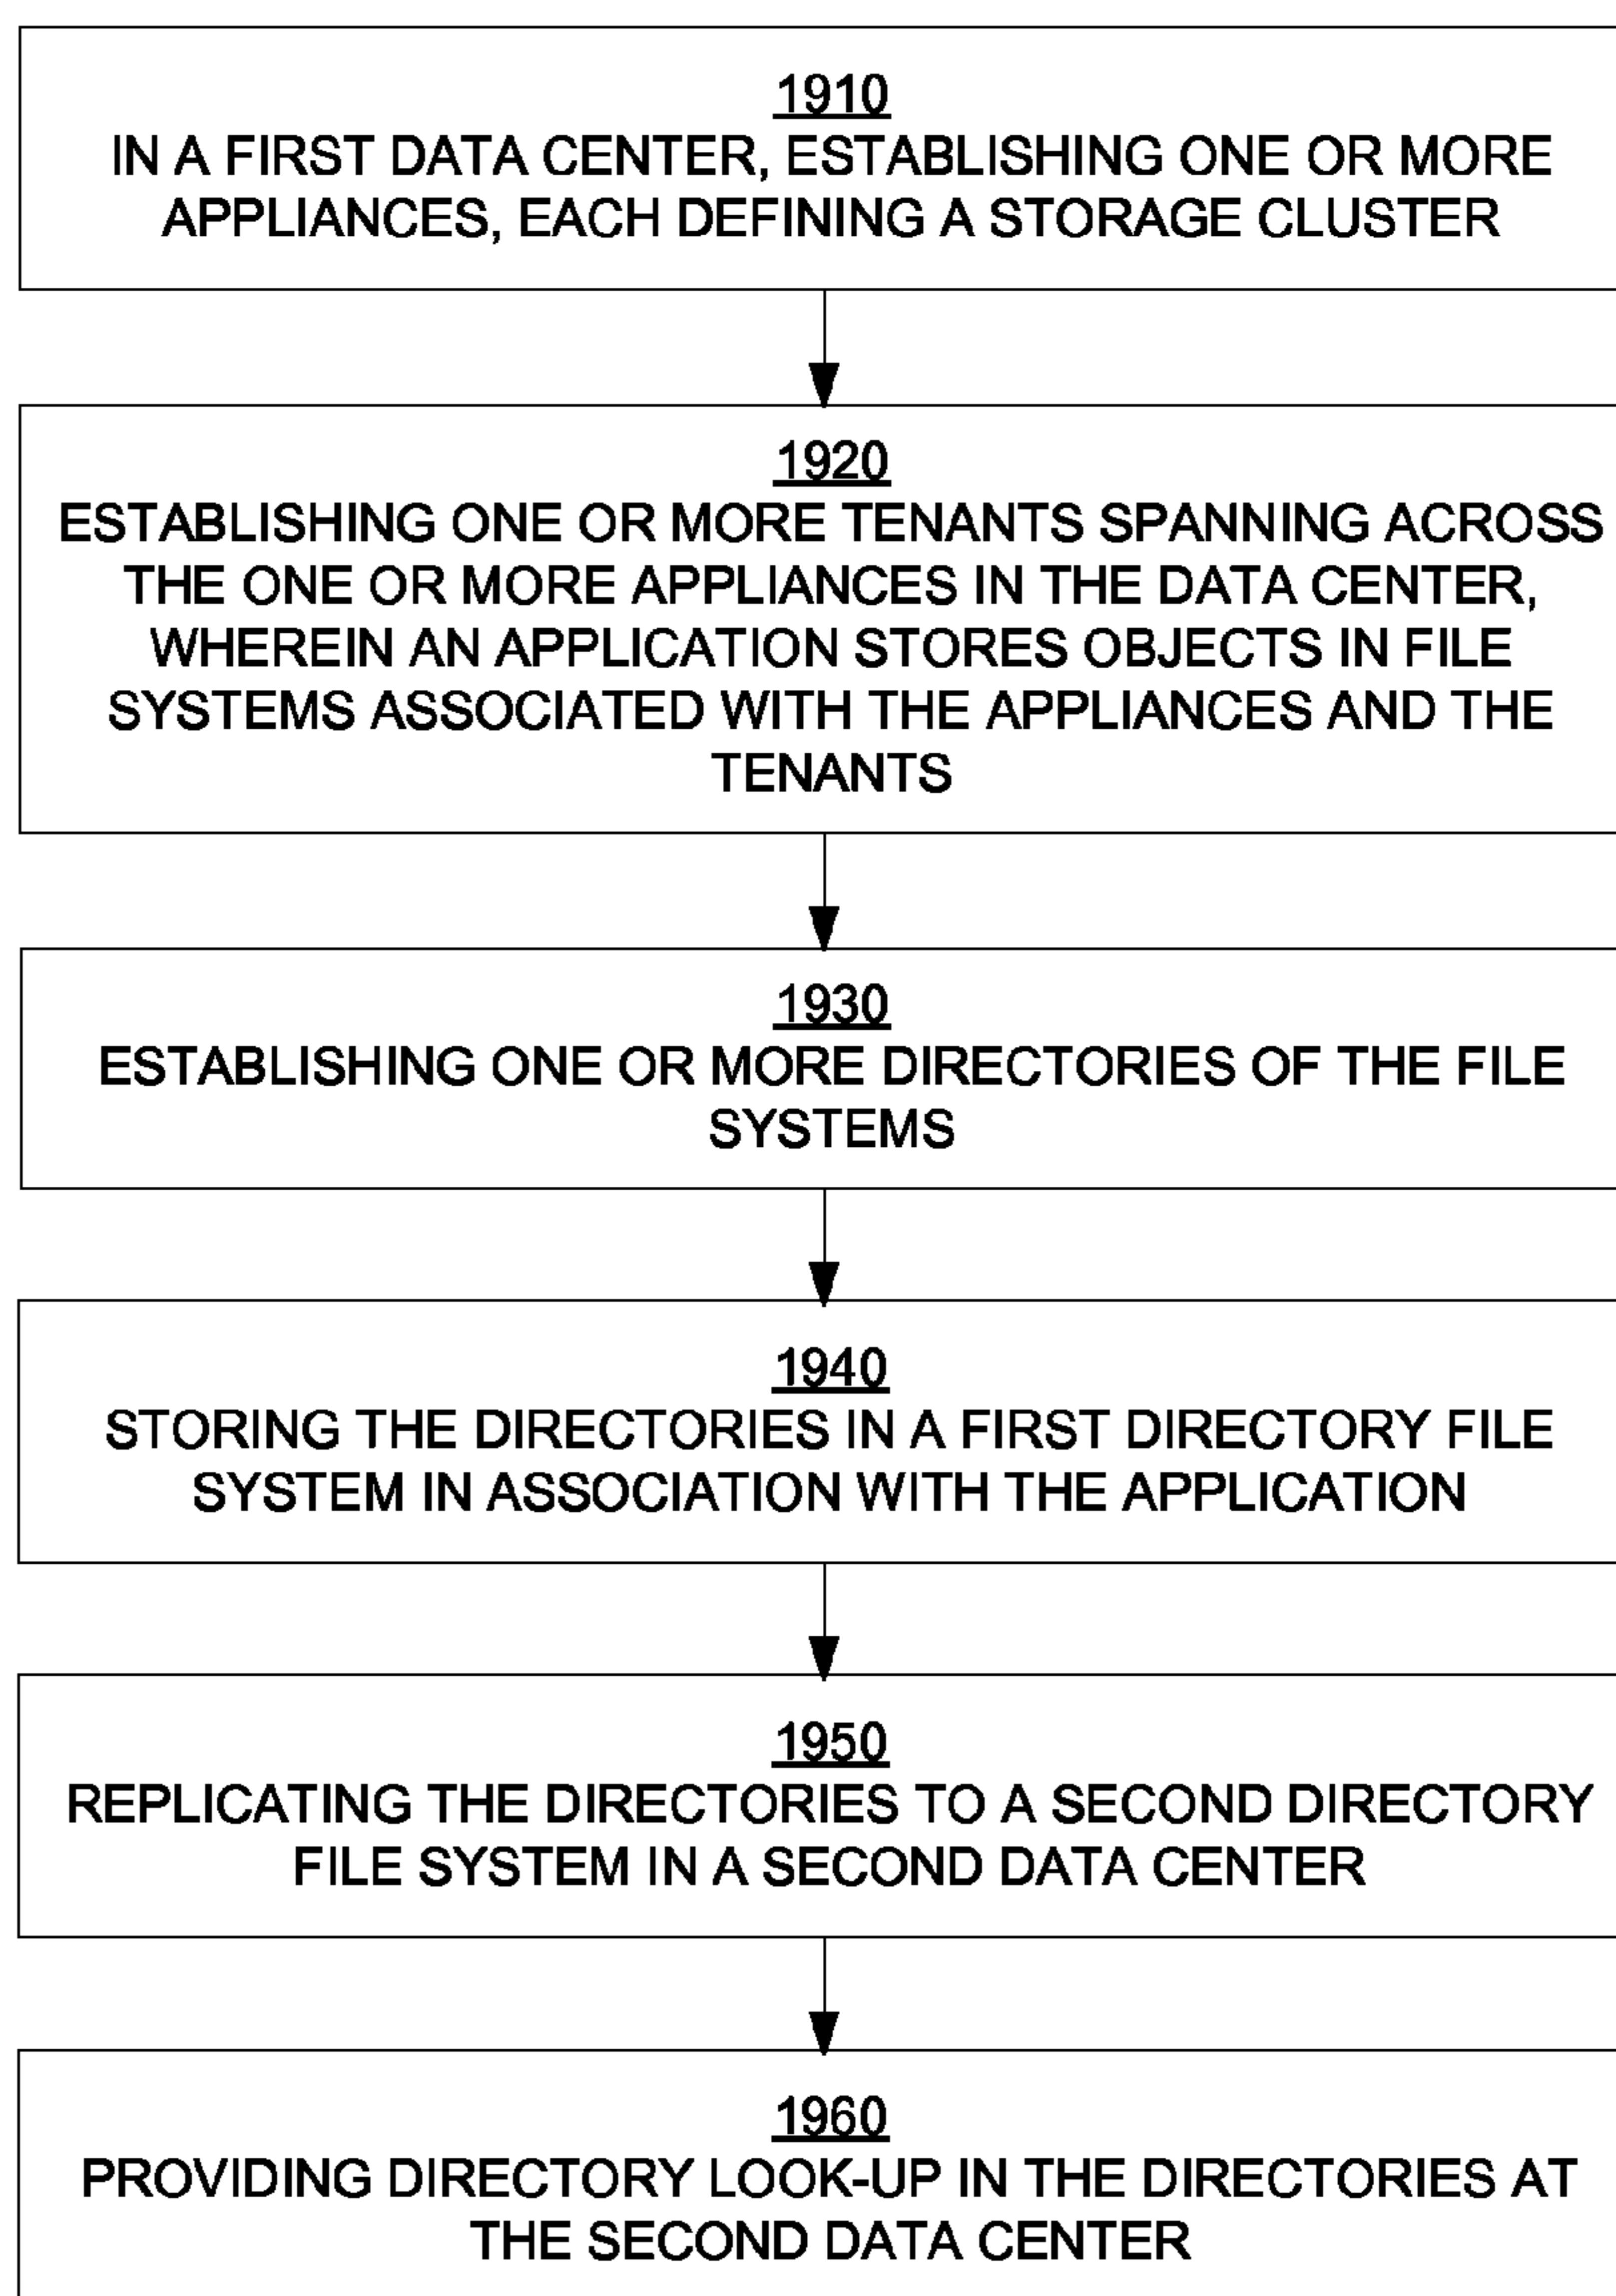 1910
IN A FIRST DATA CENTER, ESTABLISHING ONE OR MORE
APPLIANCES, EACH DEFINING A STORAGE CLUSTER
1920
ESTABLISHING ONE OR MORE TENANTS SPANNING ACROSS
THE ONE OR MORE APPLIANCES IN THE DATA CENTER,
WHEREIN AN APPLICATION STORES OBJECTS IN FILE
SYSTEMS ASSOCIATED WITH THE APPLIANCES AND THE
TENANTS
1930
ESTABLISHING ONE OR MORE DIRECTORIES OF THE FILE
SYSTEMS
1940
STORING THE DIRECTORIES IN A FIRST DIRECTORY FILE
SYSTEM IN ASSOCIATION WITH THE APPLICATION
1950
REPLICATING THE DIRECTORIES TO A SECOND DIRECTORY
FILE SYSTEM IN A SECOND DATA CENTER
1960
PROVIDING DIRECTORY LOOK-UP IN THE DIRECTORIES AT
THE SECOND DATA CENTER